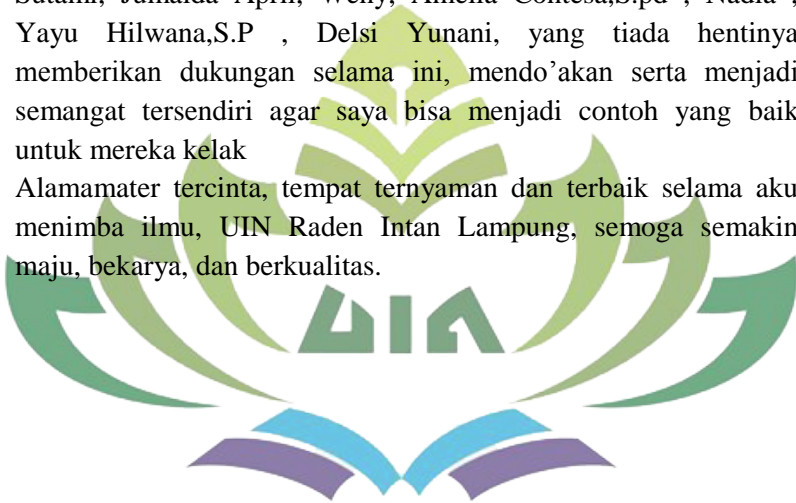 Sutami, Jumaida April, Welly, Amelia Contesa,S.pd , Nadia ,
Yayu Hilwana,S.P , Delsi Yunani, yang tiada hentinya
memberikan dukungan selama ini, mendo’akan serta menjadi
semangat tersendiri agar saya bisa menjadi contoh yang baik
untuk mereka kelak
Alamamater tercinta, tempat ternyaman dan terbaik selama aku
menimba ilmu, UIN Raden Intan Lampung, semoga semakin
maju, bekarya, dan berkualitas.
UIN